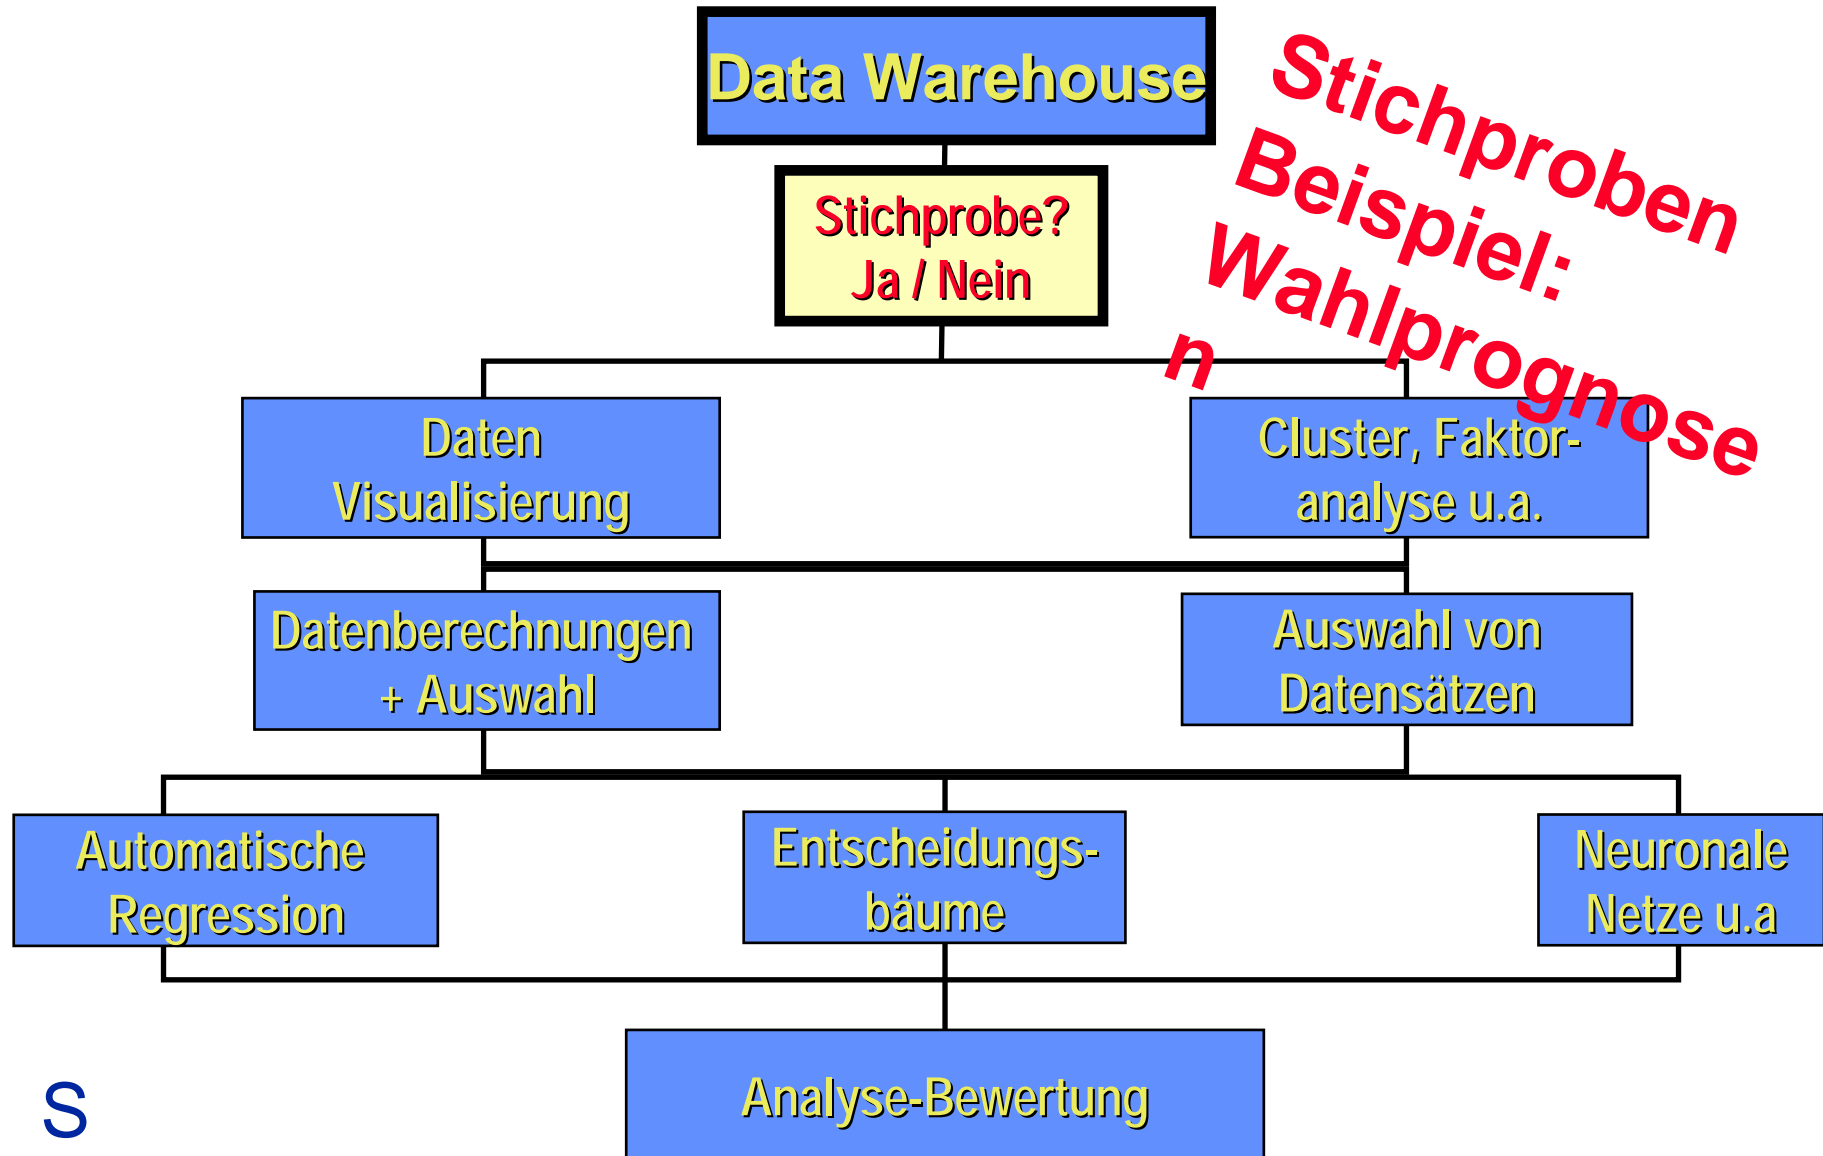 Data Warehouse
Stichproben
Beispiel:
Wahlprognose
n
Stichprobe?
Ja / Nein
Daten
Visualisierung
Cluster, Faktor-
analyse u.a.
Datenberechnungen
+ Auswahl
Auswahl von
Datensätzen
Automatische
Regression
Entscheidungs-
bäume
Neuronale
Netze u.a
Analyse-Bewertung
S